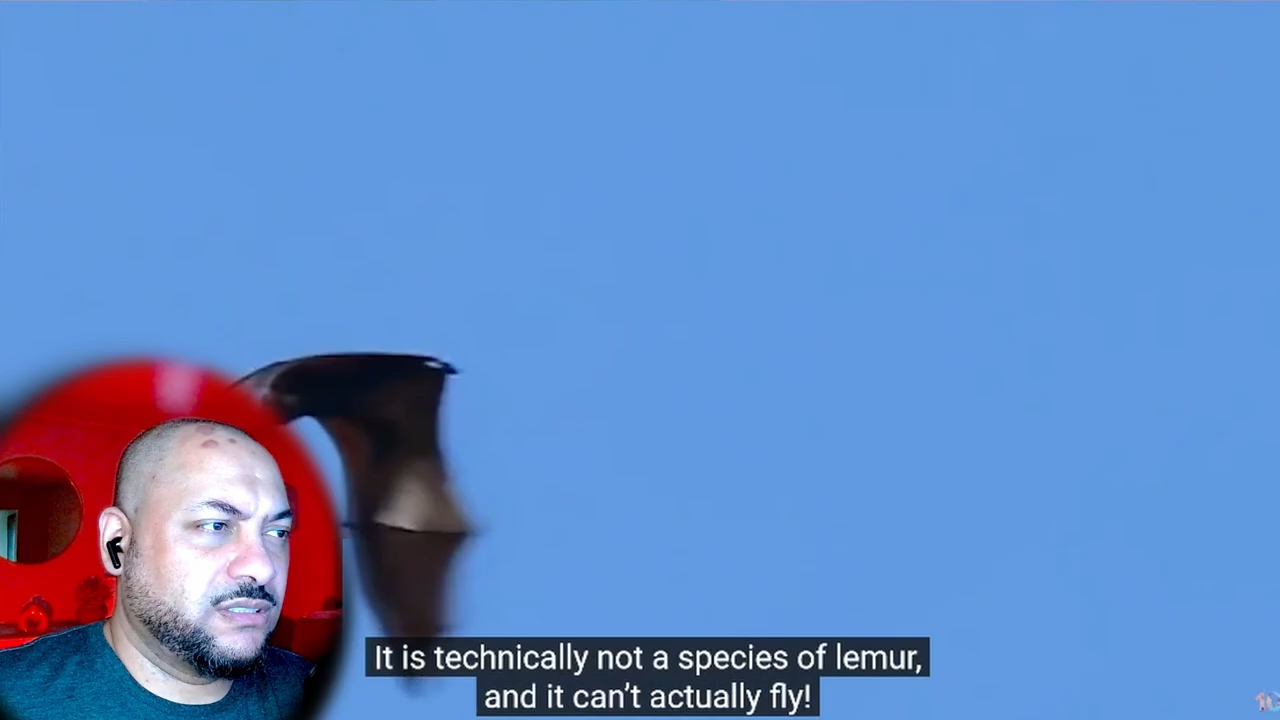 It is technically not a species of lemur,
and it can't actually fly!